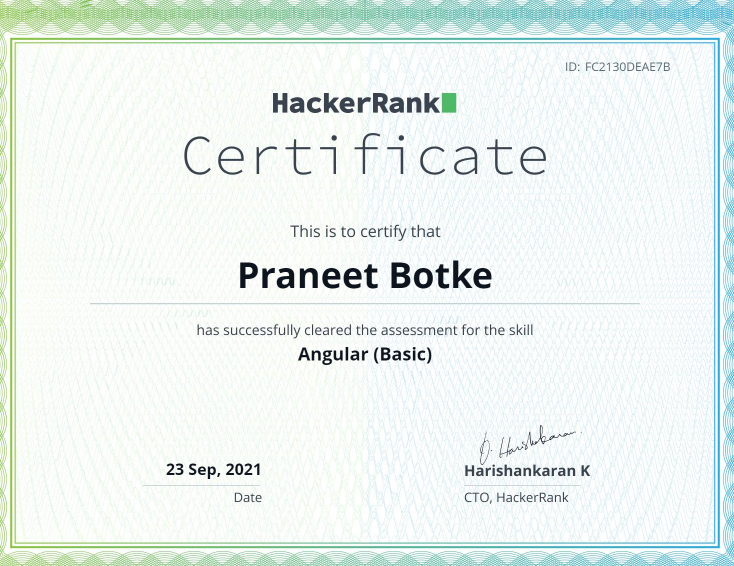 ID: FC2130DEAE7B
HackerRank
Certificate
This is to certify that
Praneet Botke
has successfully cleared the assessment for the skill
Angular (Basic)
D. Harishankaran
23 Sep, 2021
Harishankaran K
Date
CTO, HackerRank